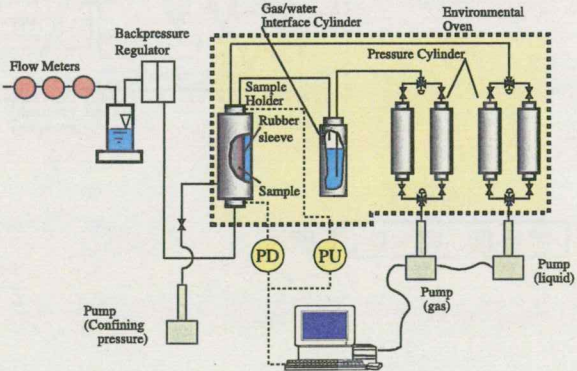 Gas/water
Interface Cylinder
Environmental
Oven
Backpressure
Regulator
Pressure Cylinder
Flow Meters
Sample
Holder
Rubber
sleeve
Sample
PD
PU
Pump
(Confining
pressure)
Pump
(gas)
Pump
(liquid)